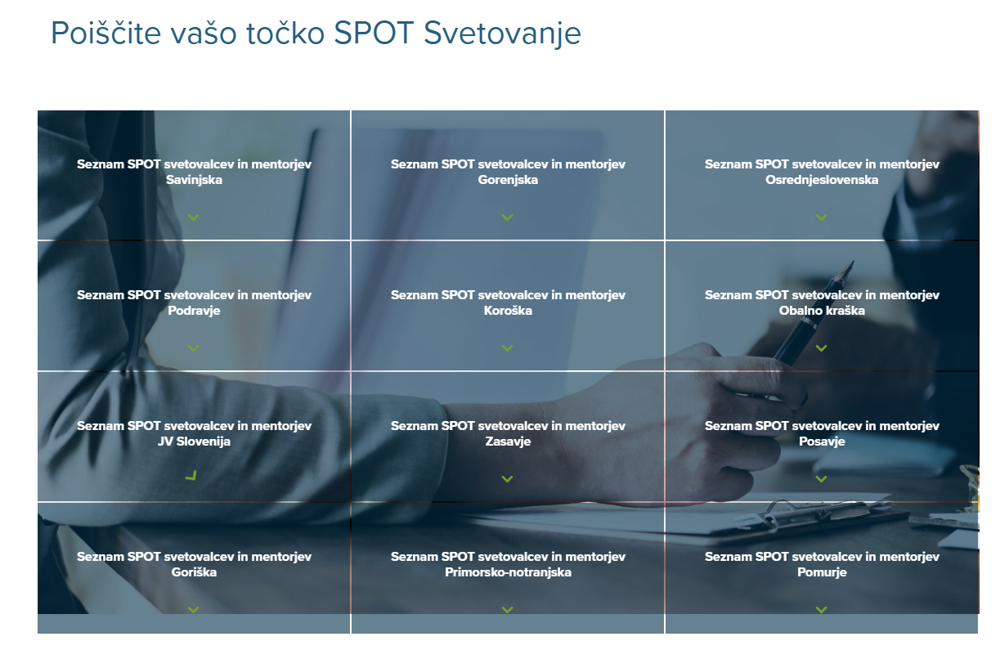 Poiščite vašo točko SPOT Svetovanje
Seznam SPOT svetovalcev in mentorjev
Savinjska
Seznam SPOT svetovalcev in mentorjev
Gorenjska
Seznam SPOT svetovalcev in mentorjev
Osrednjeslovenska
Seznam SPOT svetovalcev in mentorjev
Podravje
Seznam SPOT svetovalcev in mentorjev
Koroška
Seznam SPOT svetovalcev in mentorjev
Obalno kraška
Seznam SPOT svetovalcev in mentorjev
JV Slovenija
Seznam SPOT svetovalcev in mentorjev
Zasavje
Seznam SPOT svetovalcev in mentorjev
Posavje
Seznam SPOT svetovalcev in mentorjev
Goriška
Seznam SPOT svetovalcev in mentorjev
Primorsko-notranjska
Seznam SPOT svetovalcev in mentorjev
Pomurje